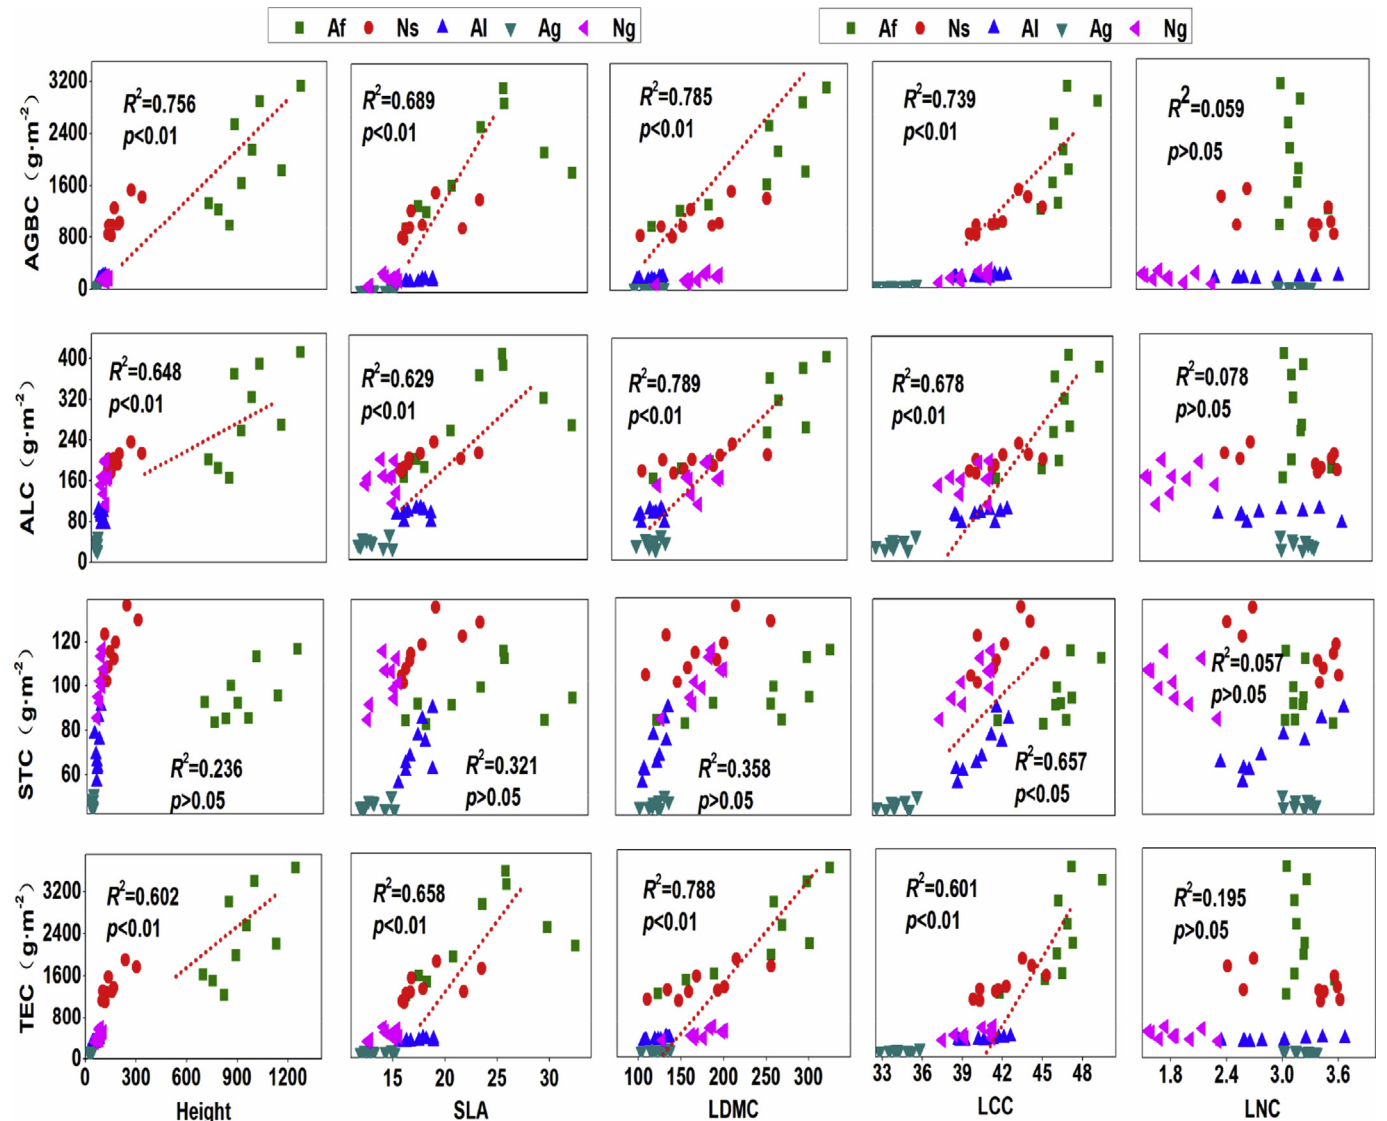 Af Ns Al Ag Ng Af Ns Al Ag Ng
AGBC (g·m⁻²)
3200
2400
1600
800
0
R²=0.756
p<0.01
R²=0.689
p<0.01
R²=0.785
p<0.01
R²=0.739
p<0.01
R²=0.059
p>0.05
ALC (g·m⁻²)
400
320
240
160
80
0
R²=0.648
p<0.01
R²=0.629
p<0.01
R²=0.789
p<0.01
R²=0.678
p<0.01
R²=0.078
p>0.05
STC (g·m⁻²)
120
100
80
60
R²=0.236
p>0.05
R²=0.321
p>0.05
R²=0.358
p>0.05
R²=0.657
p<0.05
R²=0.057
p>0.05
TEC (g·m⁻²)
3200
2400
1600
800
0
R²=0.602
p<0.01
R²=0.658
p<0.01
R²=0.788
p<0.01
R²=0.601
p<0.01
R²=0.195
p>0.05
0 300 600 900 1200
15 20 25 30
100 150 200 250 300
33 36 39 42 45 48
1.8 2.4 3.0 3.6
Height SLA LDMC LCC LNC